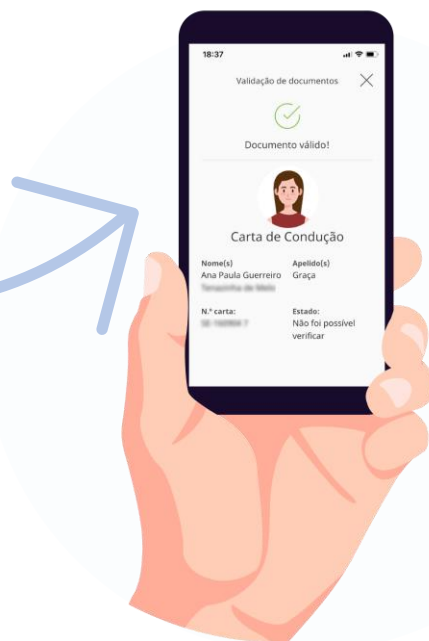 18:37
Validação de documentos
Documento válido!
Carta de Condução
Nome(s)
Ana Paula Guerreiro
Apelido(s)
Graça
N.º carta:
Estado:
Não foi possível
verificar